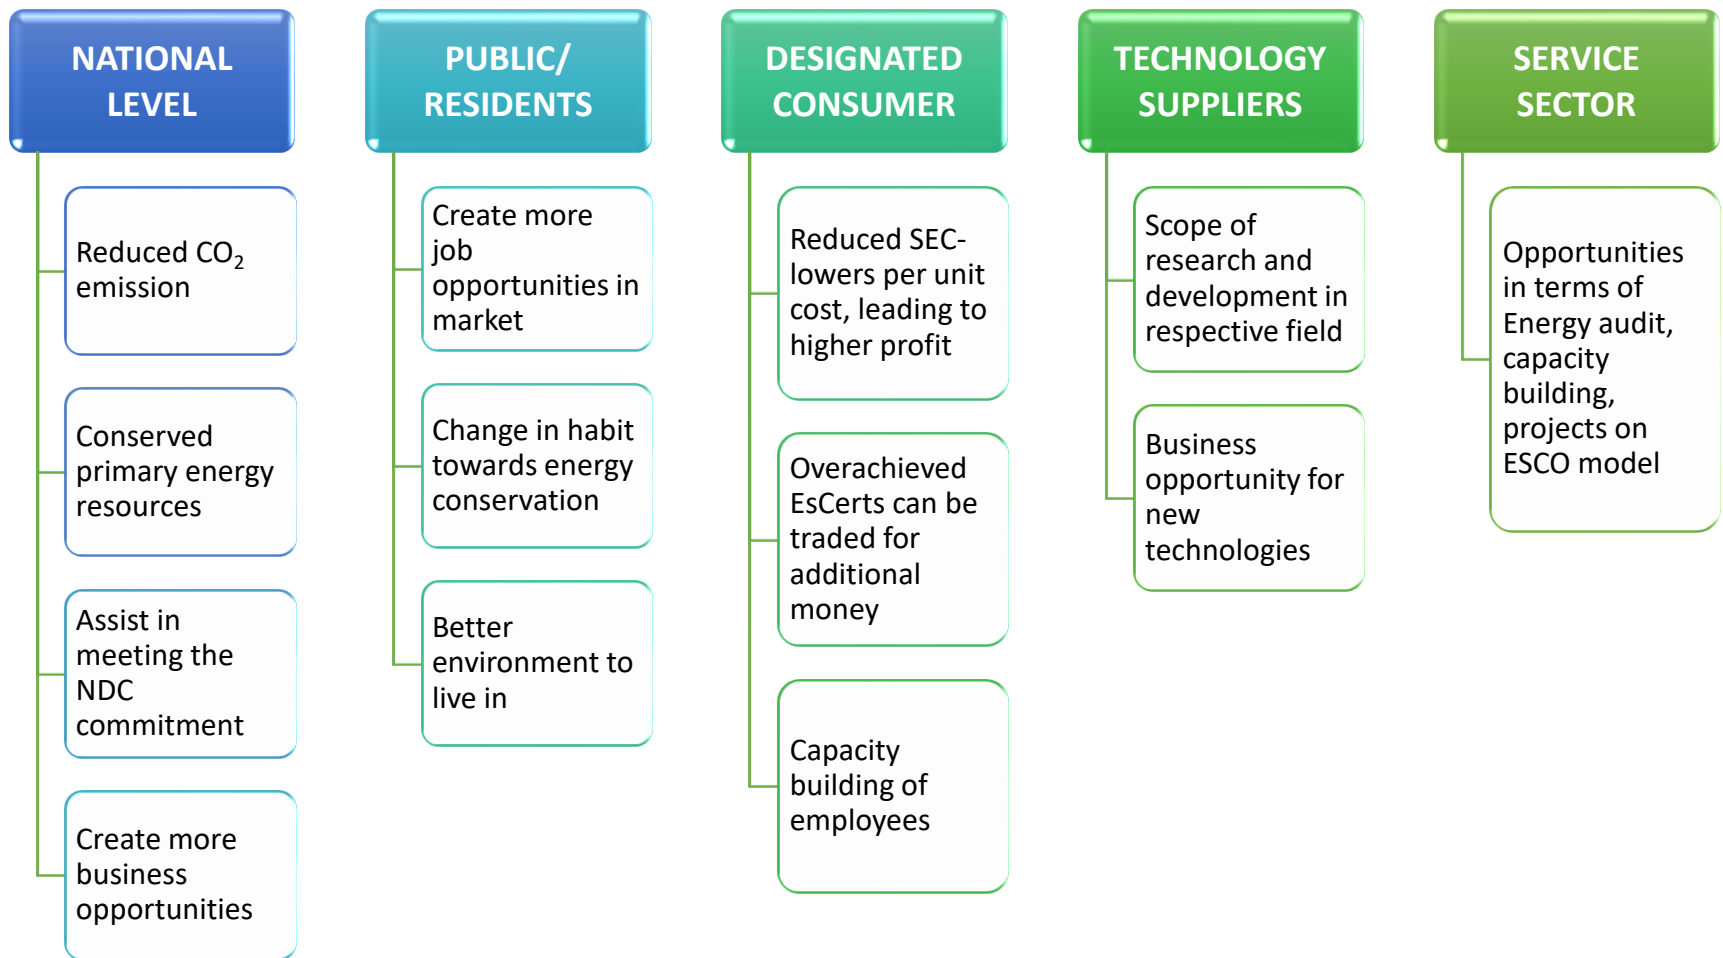 NATIONAL
LEVEL
Reduced CO₂
emission
Conserved
primary energy
resources
Assist in
meeting the
NDC
commitment
Create more
business
opportunities
PUBLIC/
RESIDENTS
Create more
job
opportunities in
market
Change in habit
towards energy
conservation
Better
environment to
live in
DESIGNATED
CONSUMER
Reduced SEC-
lowers per unit
cost, leading to
higher profit
Overachieved
EsCerts can be
traded for
additional
money
Capacity
building of
employees
TECHNOLOGY
SUPPLIERS
Scope of
research and
development in
respective field
Business
opportunity for
new
technologies
SERVICE
SECTOR
Opportunities
in terms of
Energy audit,
capacity
building,
projects on
ESCO model